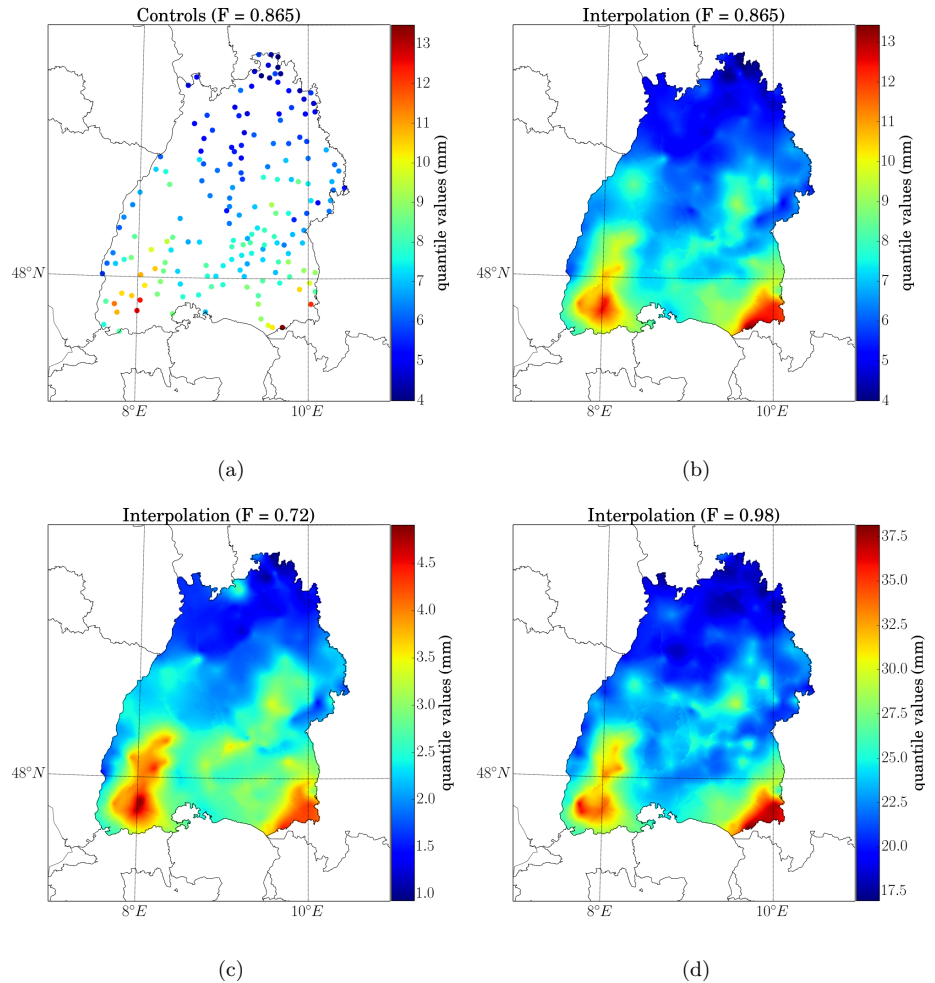 Controls (F = 0.865)
13
12
11
10
9
8
7
6
5
4
quantile values (mm)
48°N
8°E
10°E
(a)
Interpolation (F = 0.865)
13
12
11
10
9
8
7
6
5
4
quantile values (mm)
48°N
8°E
10°E
(b)
Interpolation (F = 0.72)
4.5
4.0
3.5
3.0
2.5
2.0
1.5
1.0
quantile values (mm)
48°N
8°E
10°E
(c)
Interpolation (F = 0.98)
37.5
35.0
32.5
30.0
27.5
25.0
22.5
20.0
17.5
quantile values (mm)
48°N
8°E
10°E
(d)